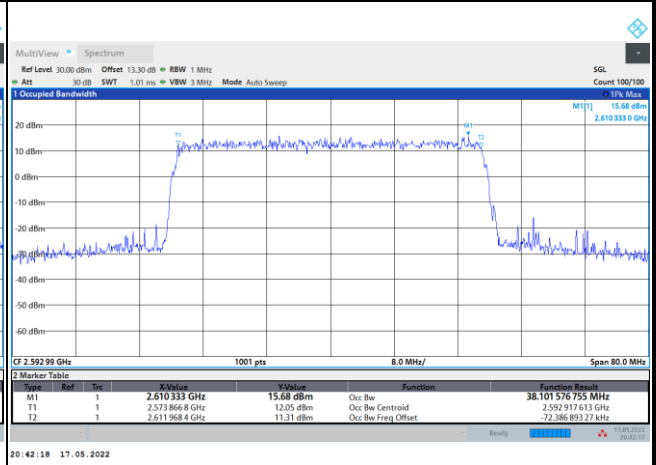 MultiView Spectrum
Ref Level 30.00 dBm Offset 13.30 dB RBW 1 MHz SGL
Att 30 dB SWT 1.01 ms VBW 3 MHz Mode Auto Sweep Count 100/100
1 Occupied Bandwidth 1Pk Max
M1[1] 15.68 dBm
2.610 333 0 GHz
M1
T1
T2
20 dBm
10 dBm
0 dBm
-10 dBm
-20 dBm
-30 dBm
-40 dBm
-50 dBm
-60 dBm
CF 2.592 99 GHz 1001 pts 8.0 MHz/ Span 80.0 MHz
2 Marker Table
Type Ref Trc X-Value Y-Value Function Function Result
M1 1 2.610 333 GHz 15.68 dBm Occ Bw 38.101 576 755 MHz
T1 1 2.573 866 8 GHz 12.05 dBm Occ Bw Centroid 2.592 917 613 GHz
T2 1 2.611 968 4 GHz 11.31 dBm Occ Bw Freq Offset -72.386 893 27 kHz
Ready 17.05.2022
20:42:17
20:42:18 17.05.2022